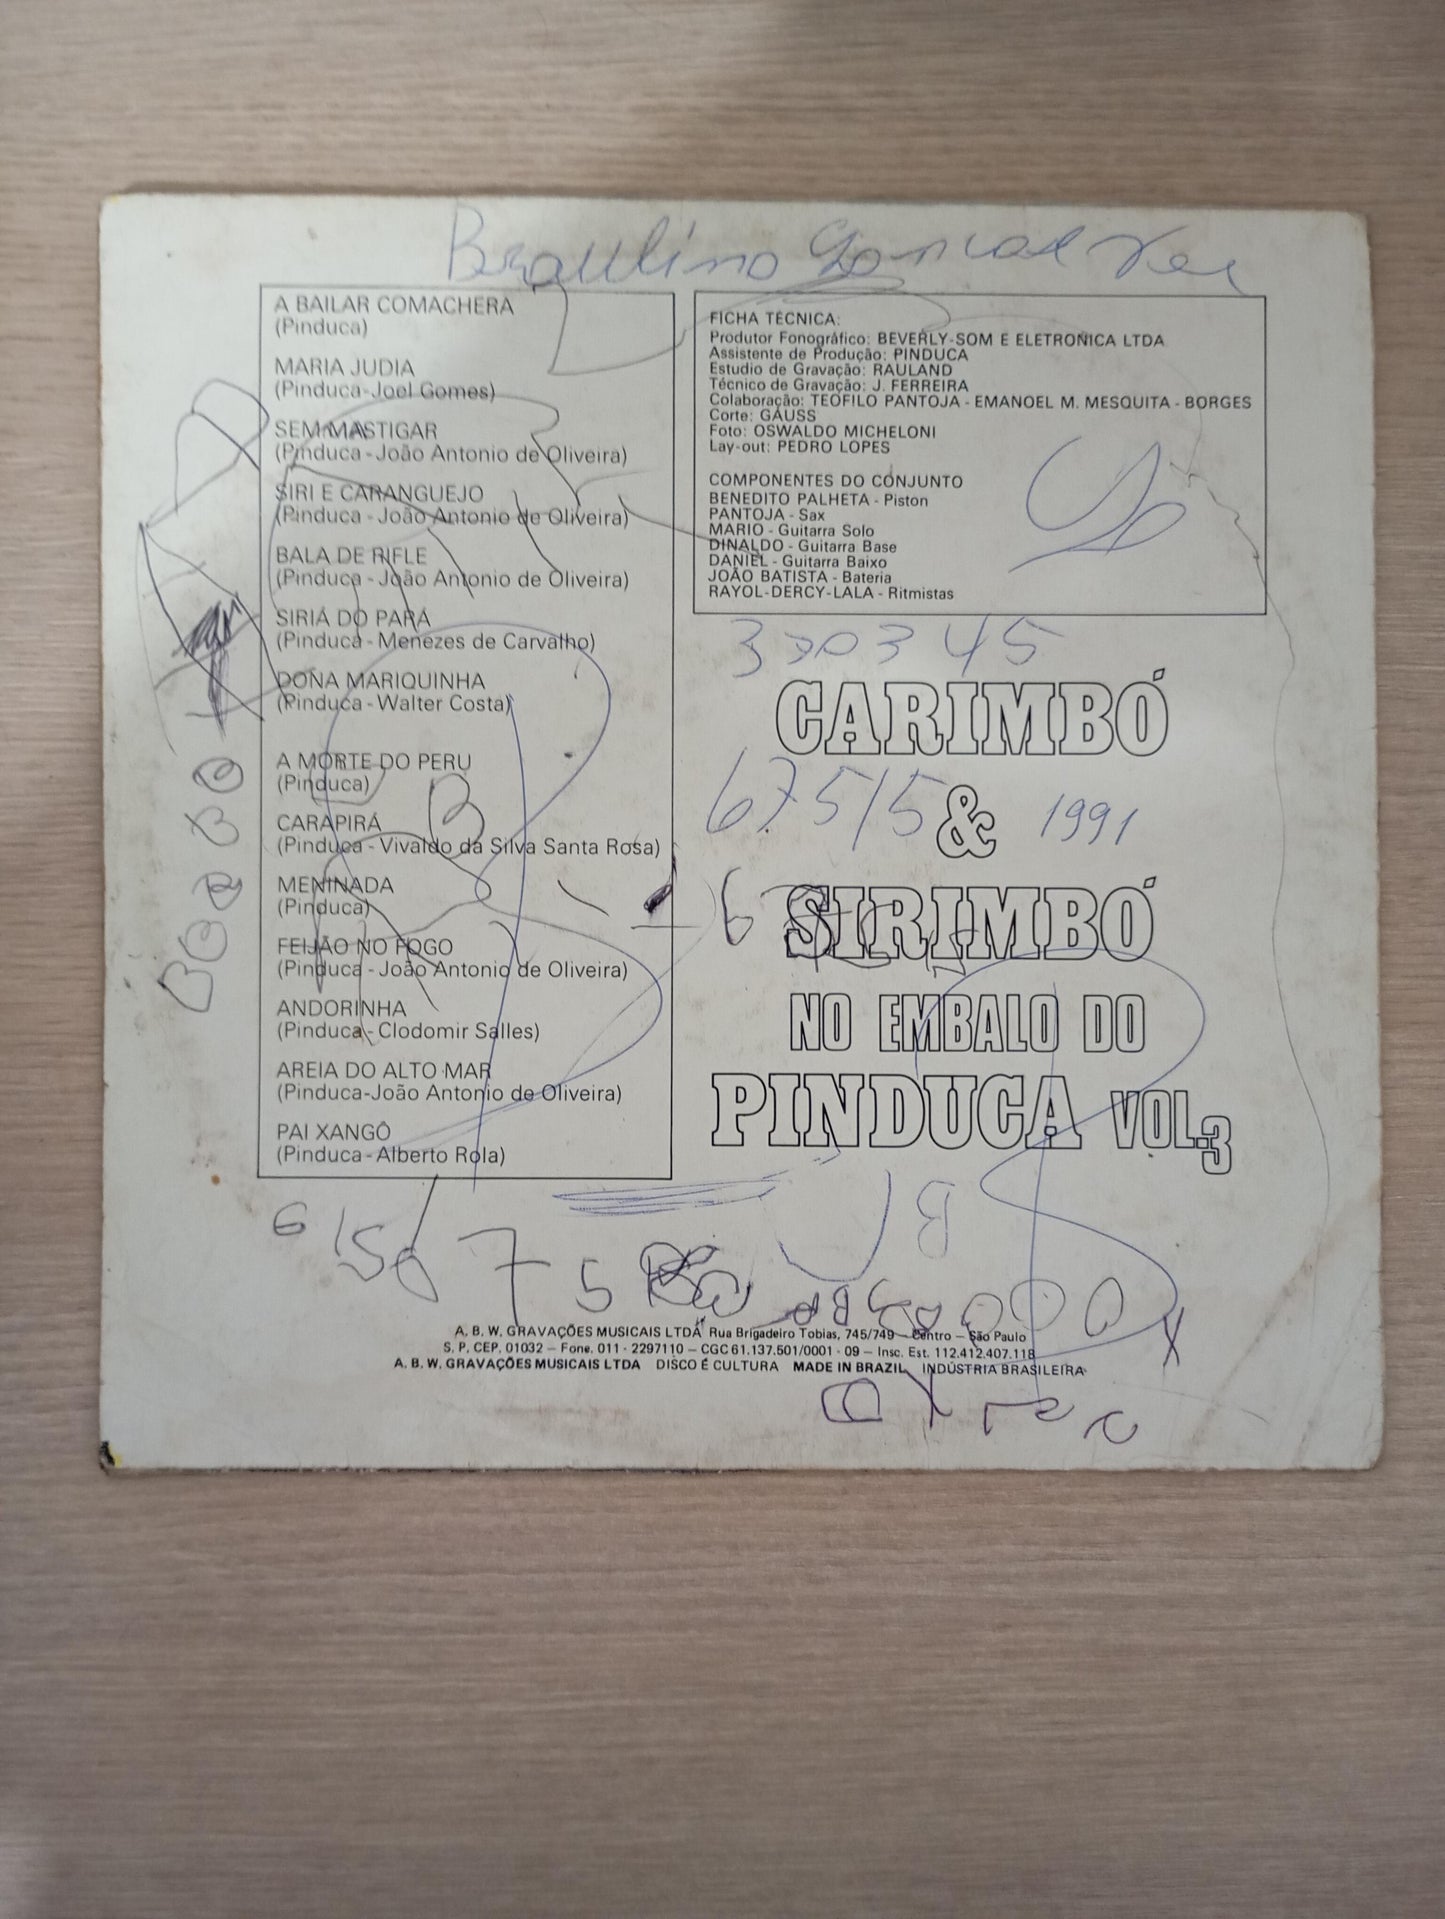 Braulino Gonçalves
A BAILAR COMACHERA
(Pinduca)
MARIA JUDIA
(Pinduca-Joel Gomes)
SEM MASTIGAR
(Pinduca - João Antonio de Oliveira)
SIRI E CARANGUEJO
(Pinduca - João Antonio de Oliveira)
BALA DE RIFLE
(Pinduca - João Antonio de Oliveira)
SIRIÁ DO PARÁ
(Pinduca - Menezes de Carvalho)
DONA MARIQUINHA
(Pinduca - Walter Costa)
A MORTE DO PERU
(Pinduca)
CARAPIRÁ
(Pinduca - Vivaldo da Silva Santa Rosa)
MENINADA
(Pinduca)
FEIJÃO NO FOGO
(Pinduca - João Antonio de Oliveira)
ANDORINHA
(Pinduca - Clodomir Salles)
AREIA DO ALTO MAR
(Pinduca-João Antonio de Oliveira)
PAI XANGÔ
(Pinduca - Alberto Rola)
FICHA TÉCNICA:
Produtor Fonográfico: BEVERLY-SOM E ELETRONICA LTDA
Assistente de Produção: PINDUCA
Estudio de Gravação: RAULAND
Técnico de Gravação: J. FERREIRA
Colaboração: TEOFILO PANTOJA - EMANOEL M. MESQUITA - BORGES
Corte: GAUSS
Foto: OSWALDO MICHELONI
Lay-out: PEDRO LOPES
COMPONENTES DO CONJUNTO
BENEDITO PALHETA - Piston
PANTOJA - Sax
MARIO - Guitarra Solo
DINALDO - Guitarra Base
DANIEL - Guitarra Baixo
JOÃO BATISTA - Bateria
RAYOL-DERCY-LALA - Ritmistas
CARIMBÓ
& 1991
SIRIMBÓ
NO EMBALO DO
PINDUCA VOL.3
A. B. W. GRAVAÇÕES MUSICAIS LTDA Rua Brigadeiro Tobias, 745/749 - Centro - São Paulo
S. P. CEP. 01032 - Fone. 011 - 2297110 - CGC 61.137.501/0001 - 09 - Insc. Est. 112.412.407.118
A. B. W. GRAVAÇÕES MUSICAIS LTDA DISCO É CULTURA MADE IN BRAZIL INDÚSTRIA BRASILEIRA